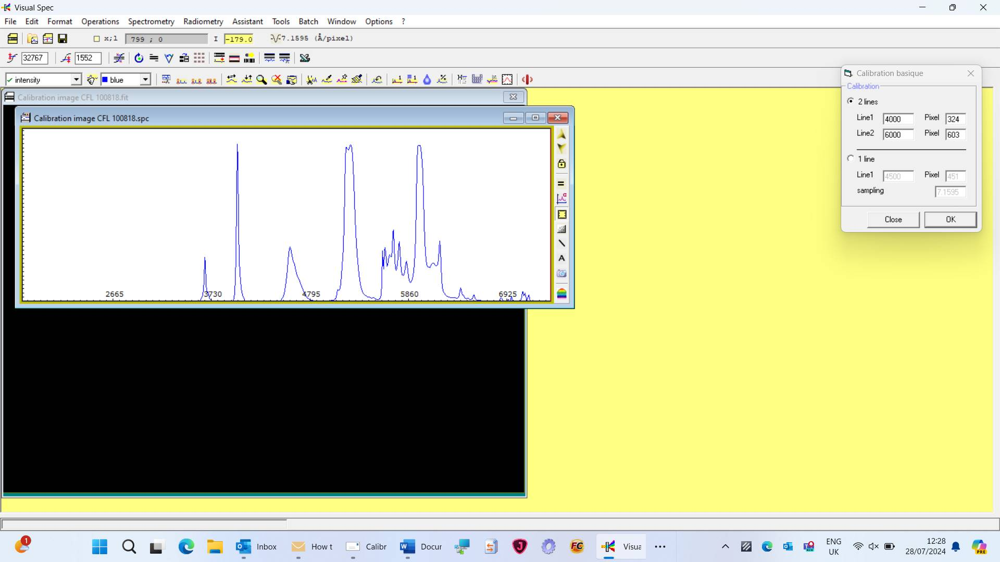 Visual Spec
File Edit Format Operations Spectrometry Radiometry Assistant Tools Batch Window Options ?
x;l 799 ; 0 I -179.0 7.1595 (Å/pixel)
32767 1552
intensity blue
Calibration image CFL 100818.fit
Calibration image CFL 100818.spc
2665 3730 4795 5860 6925
A
Calibration basique
Calibration
2 lines
Line1 4000 Pixel 324
Line2 6000 Pixel 603
1 line
Line1 4500 Pixel 451
sampling 7.1595
Close OK
1 Inbox How t Calibr Docur Visua
ENG
UK
12:28
28/07/2024
PRE